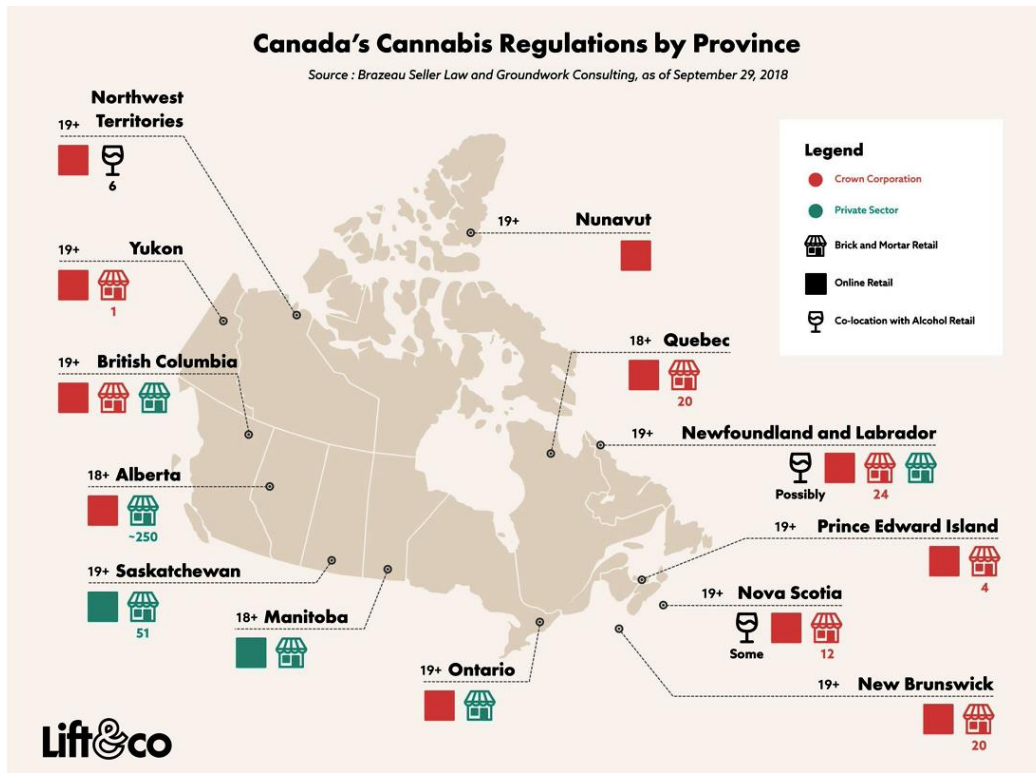 Canada's Cannabis Regulations by Province
Source : Brazeau Seller Law and Groundwork Consulting, as of September 29, 2018
Northwest
19+ Territories
6
19+ Yukon
1
19+ British Columbia
18+ Alberta
~250
19+ Saskatchewan
51
18+ Manitoba
19+ Ontario
19+ Nunavut
18+ Quebec
20
19+ Newfoundland and Labrador
Possibly 24
19+ Prince Edward Island
4
19+ Nova Scotia
Some 12
19+ New Brunswick
20
Legend
Crown Corporation
Private Sector
Brick and Mortar Retail
Online Retail
Co-location with Alcohol Retail
Lift&co